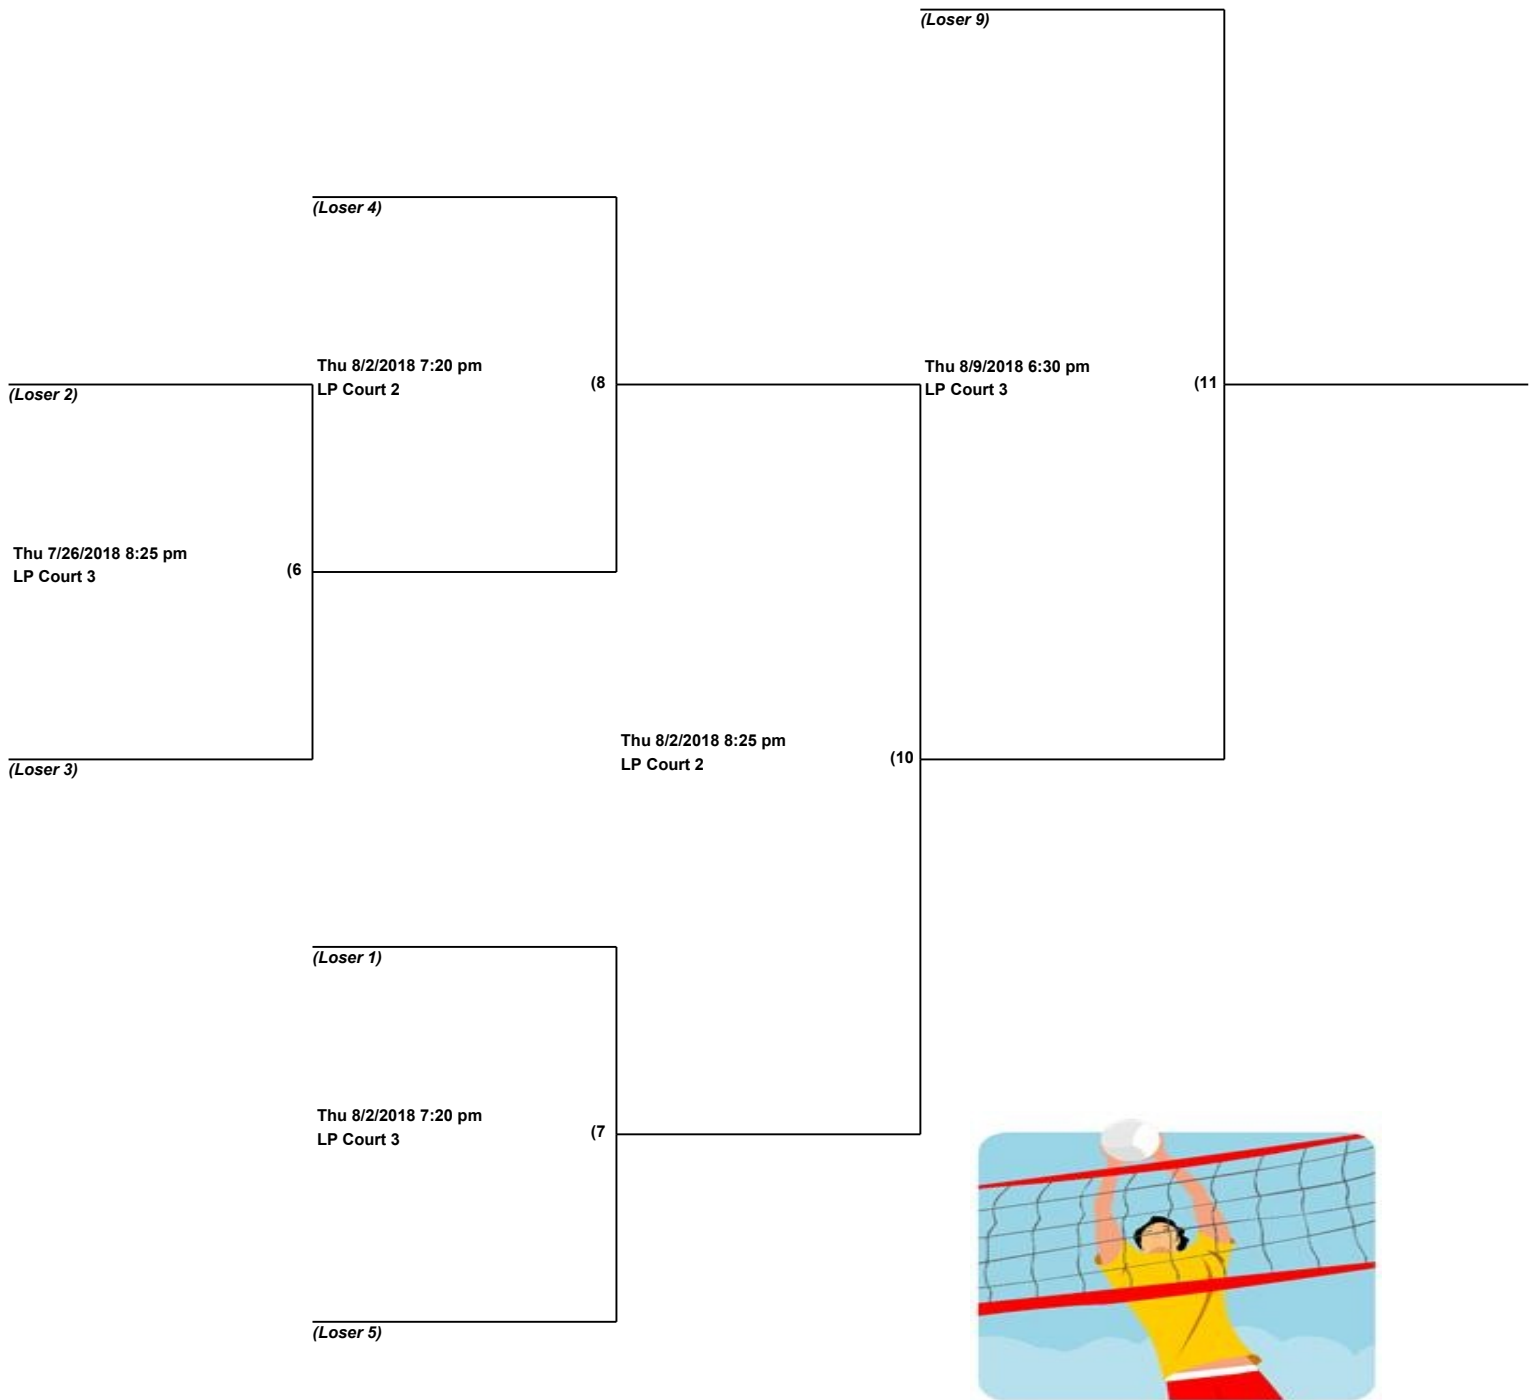 (Loser 9)
(Loser 4)
Thu 8/2/2018 7:20 pm
LP Court 2
(8
Thu 8/9/2018 6:30 pm
LP Court 3
(11
(Loser 2)
Thu 7/26/2018 8:25 pm
LP Court 3
(6
Thu 8/2/2018 8:25 pm
LP Court 2
(10
(Loser 3)
(Loser 1)
Thu 8/2/2018 7:20 pm
LP Court 3
(7
(Loser 5)